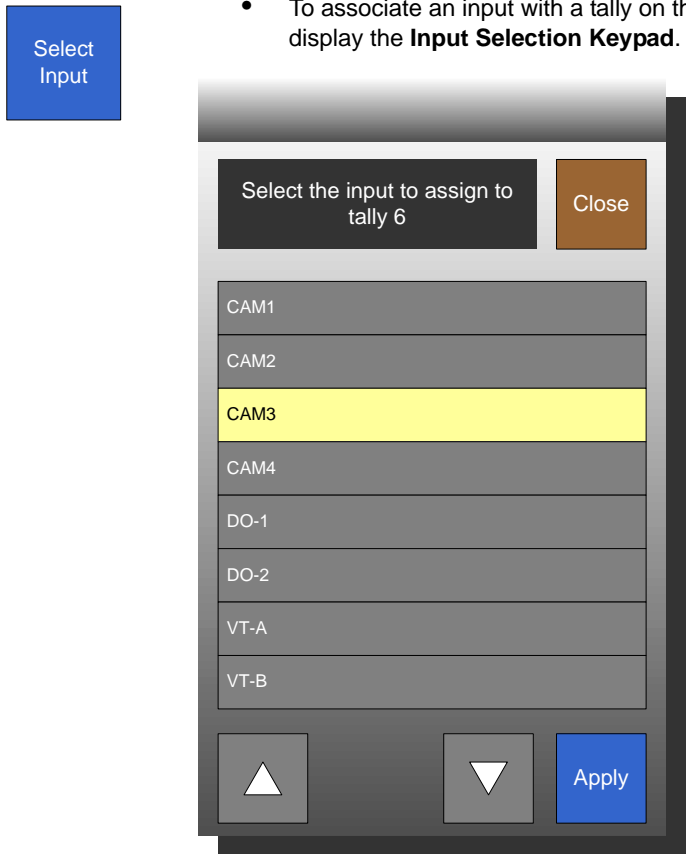 • To associate an input with a tally on th
display the Input Selection Keypad.
Select
Input
Select the input to assign to
tally 6
Close
CAM1
CAM2
CAM3
CAM4
DO-1
DO-2
VT-A
VT-B
Apply